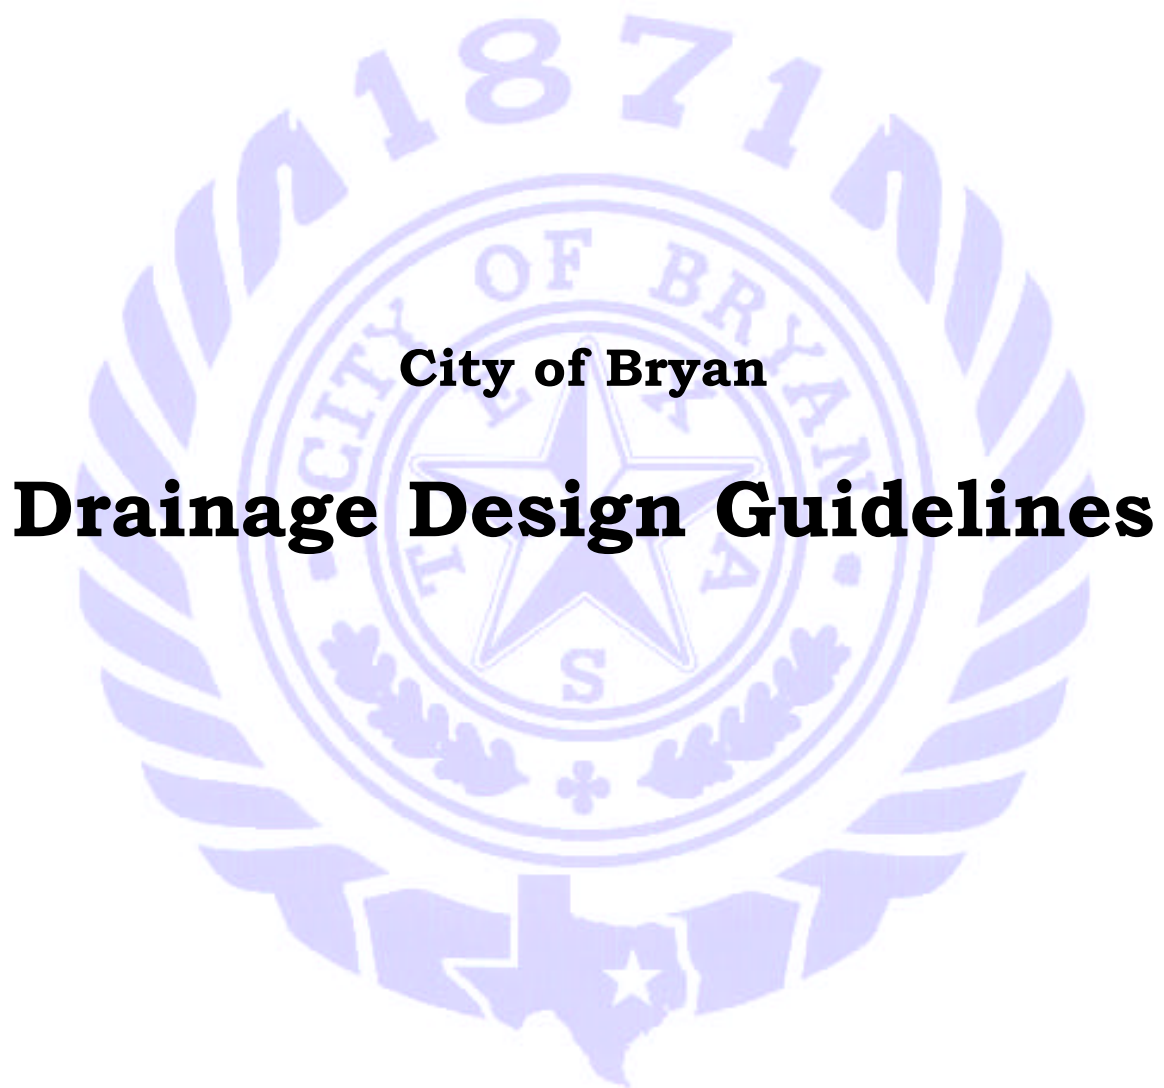 1871
CITY OF BRYAN
City of Bryan
TEXAS
Drainage Design Guidelines